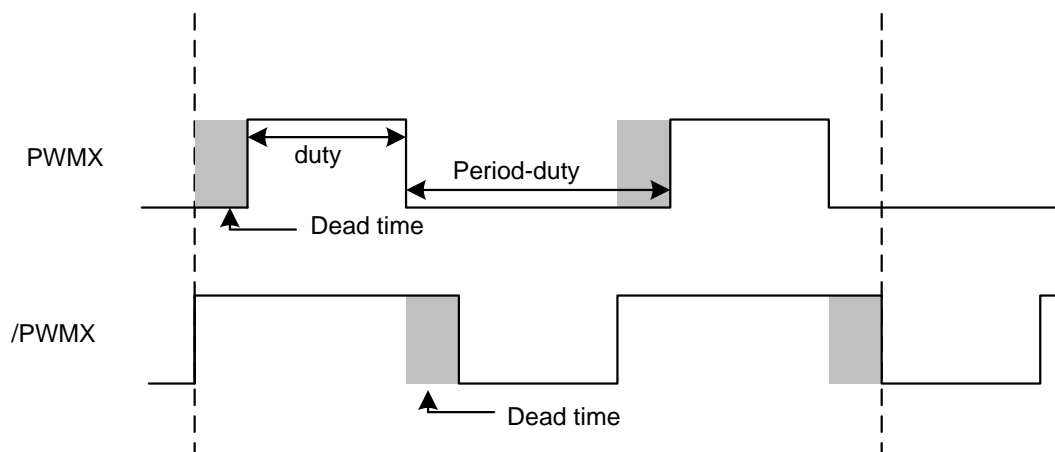 PWMX
duty
Period-duty
Dead time
/PWMX
Dead time